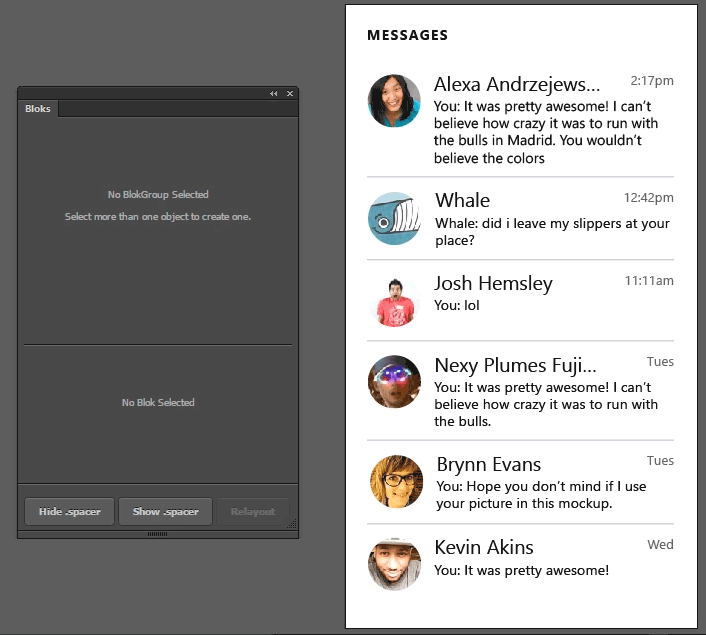 Bloks
No BlokGroup Selected
Select more than one object to create one.
No Blok Selected
Hide .spacer
Show .spacer
Relayout
MESSAGES
Alexa Andrzejews... 2:17pm
You: It was pretty awesome! I can't
believe how crazy it was to run with
the bulls in Madrid. You wouldn't
believe the colors
Whale 12:42pm
Whale: did i leave my slippers at your
place?
Josh Hemsley 11:11am
You: lol
Nexy Plumes Fuji... Tues
You: It was pretty awesome! I can't
believe how crazy it was to run with
the bulls.
Brynn Evans Tues
You: Hope you don't mind if I use
your picture in this mockup.
Kevin Akins Wed
You: It was pretty awesome!